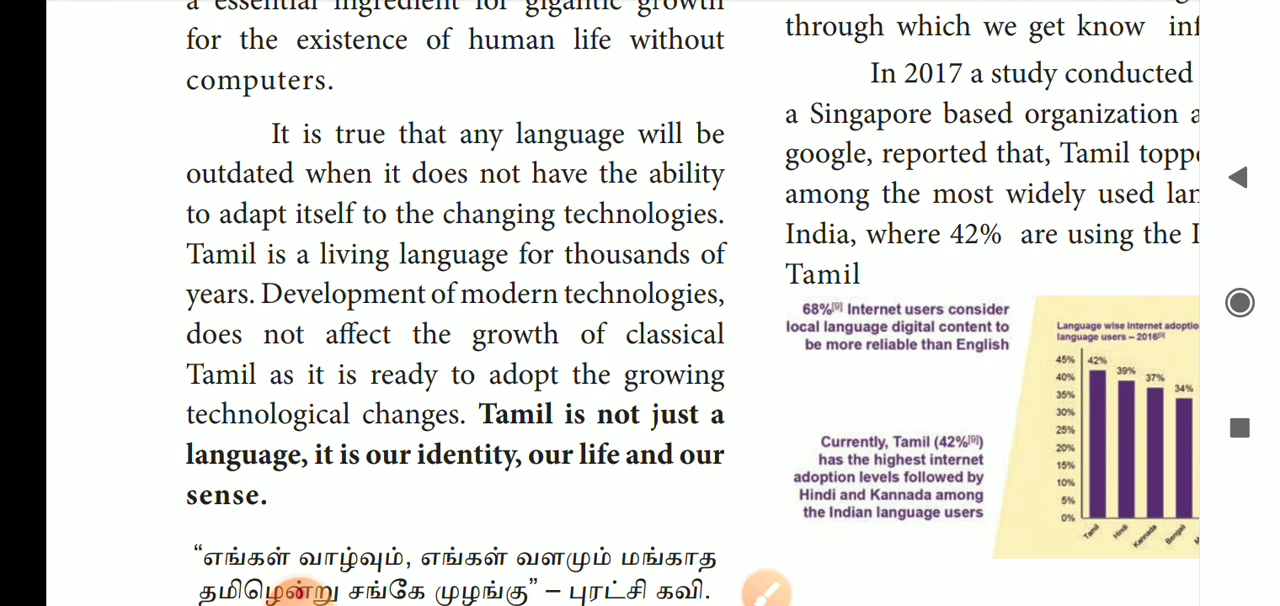 a essential ingredient for gigantic growth
for the existence of human life without
computers.
It is true that any language will be
outdated when it does not have the ability
to adapt itself to the changing technologies.
Tamil is a living language for thousands of
years. Development of modern technologies,
does not affect the growth of classical
Tamil as it is ready to adopt the growing
technological changes. Tamil is not just a
language, it is our identity, our life and our
sense.
“எங்கள் வாழ்வும், எங்கள் வளமும் மங்காத
தமிழென்று சங்கே முழங்கு” – புரட்சி கவி.
through which we get know
In 2017 a study conducted
a Singapore based organization
google, reported that, Tamil
among the most widely used
India, where 42% are using the
Tamil
68%[9] Internet users consider
local language digital content to
be more reliable than English
Currently, Tamil (42%[9])
has the highest internet
adoption levels followed by
Hindi and Kannada among
the Indian language users
Language wise internet
language users – 2016[9]
45%
40%
35%
30%
25%
20%
15%
10%
5%
0%
42%
39%
37%
34%
Tamil
Hindi
Kannada
Bengali